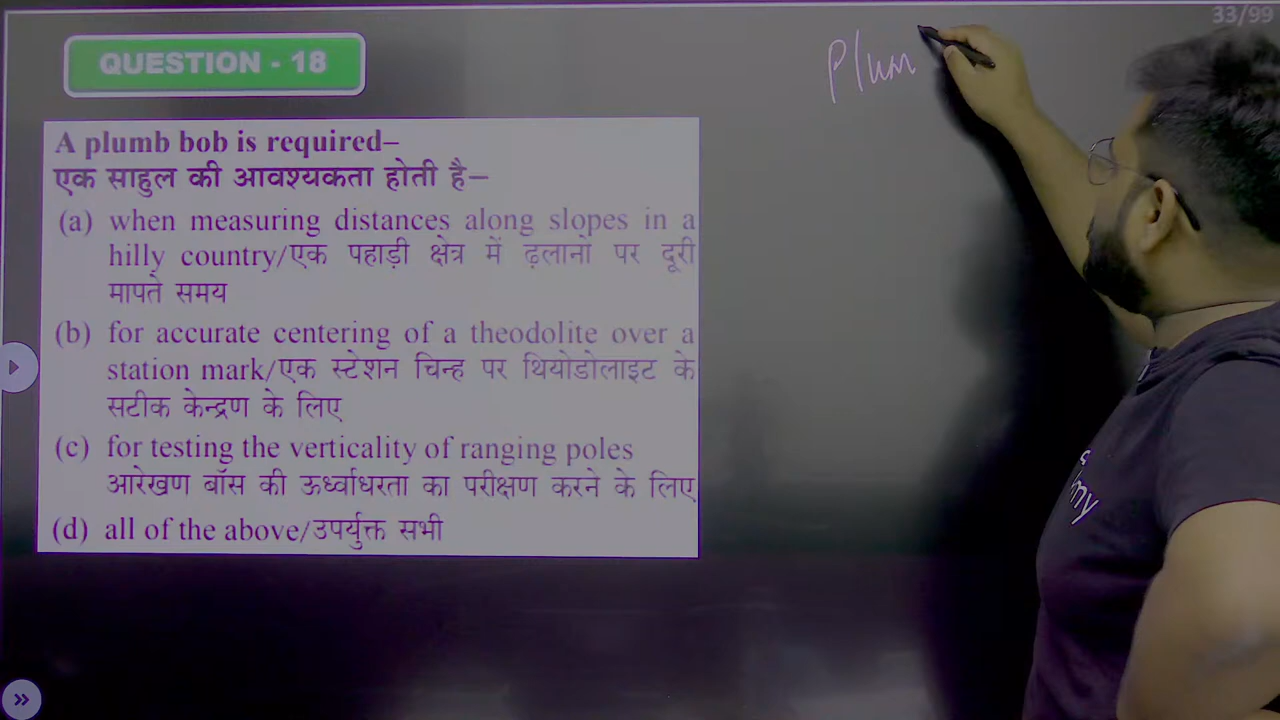 33/99
QUESTION - 18
Plum
A plumb bob is required–
एक साहुल की आवश्यकता होती है–
(a) when measuring distances along slopes in a
hilly country/एक पहाड़ी क्षेत्र में ढ़लानों पर दूरी
मापते समय
(b) for accurate centering of a theodolite over a
station mark/एक स्टेशन चिन्ह पर थियोडोलाइट के
सटीक केन्द्रण के लिए
(c) for testing the verticality of ranging poles
आरेखण बॉस की ऊर्ध्वाधरता का परीक्षण करने के लिए
(d) all of the above/उपर्युक्त सभी